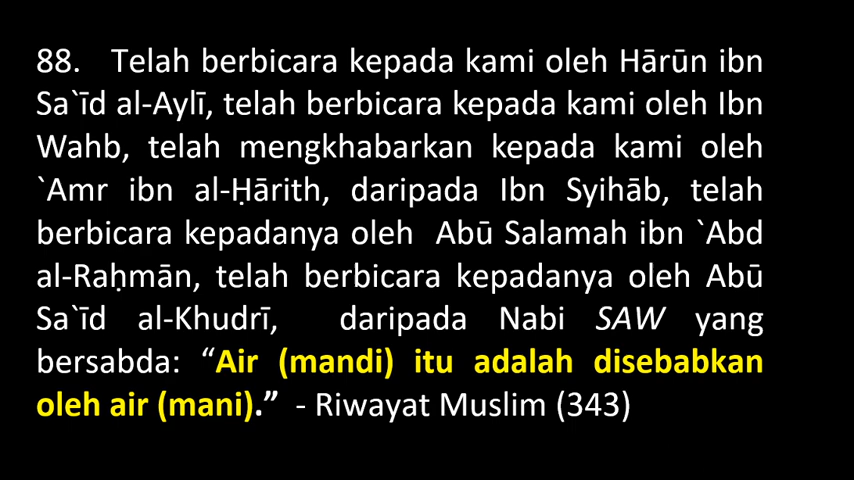 88. Telah berbicara kepada kami oleh Hārūn ibn
Sa`īd al-Aylī, telah berbicara kepada kami oleh Ibn
Wahb, telah mengkhabarkan kepada kami oleh
`Amr ibn al-Ḥārith, daripada Ibn Syihāb, telah
berbicara kepadanya oleh Abū Salamah ibn `Abd
al-Raḥmān, telah berbicara kepadanya oleh Abū
Sa`īd al-Khudrī, daripada Nabi SAW yang
bersabda: “Air (mandi) itu adalah disebabkan
oleh air (mani).” - Riwayat Muslim (343)